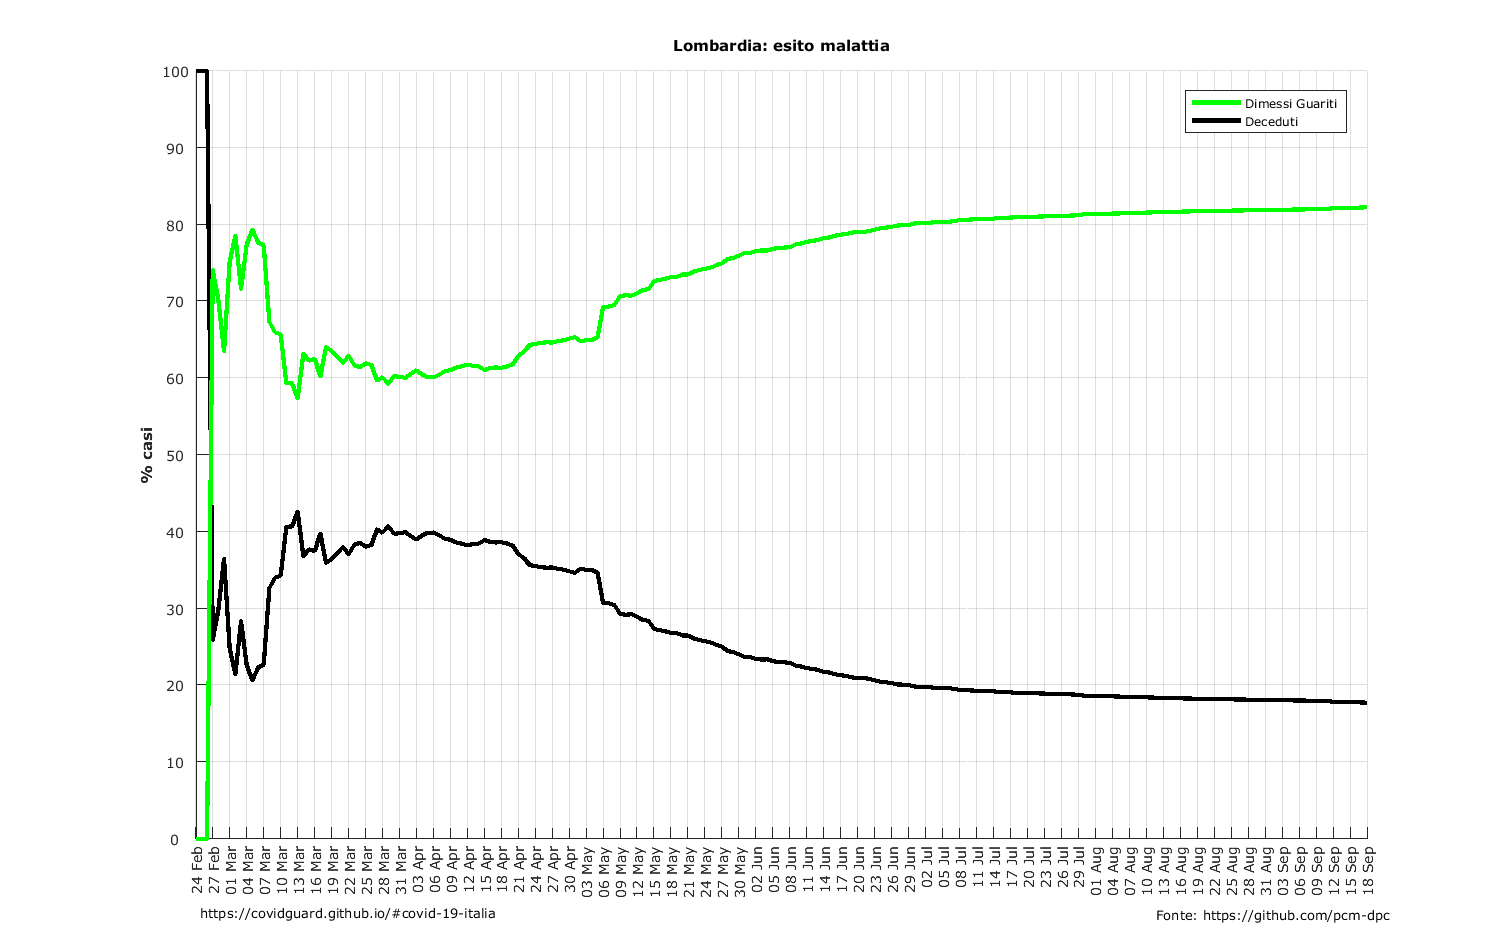 Lombardia: esito malattia
100
90
80
70
60
50
40
30
20
10
0
% casi
Dimessi Guariti
Deceduti
24 Feb
27 Feb
01 Mar
04 Mar
07 Mar
10 Mar
13 Mar
16 Mar
19 Mar
22 Mar
25 Mar
28 Mar
31 Mar
03 Apr
06 Apr
09 Apr
12 Apr
15 Apr
18 Apr
21 Apr
24 Apr
27 Apr
30 Apr
03 May
06 May
09 May
12 May
15 May
18 May
21 May
24 May
27 May
30 May
02 Jun
05 Jun
08 Jun
11 Jun
14 Jun
17 Jun
20 Jun
23 Jun
26 Jun
29 Jun
02 Jul
05 Jul
08 Jul
11 Jul
14 Jul
17 Jul
20 Jul
23 Jul
26 Jul
29 Jul
01 Aug
04 Aug
07 Aug
10 Aug
13 Aug
16 Aug
19 Aug
22 Aug
25 Aug
28 Aug
31 Aug
03 Sep
06 Sep
09 Sep
12 Sep
15 Sep
18 Sep
https://covidguard.github.io/#covid-19-italia
Fonte: https://github.com/pcm-dpc